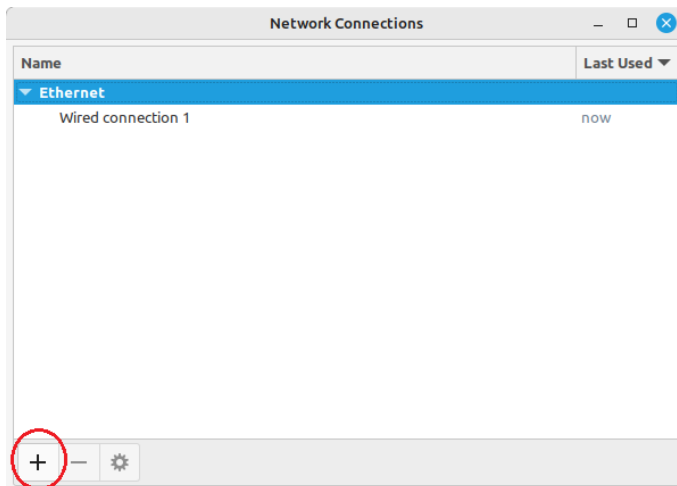 Network Connections
Name Last Used
Ethernet
Wired connection 1 now